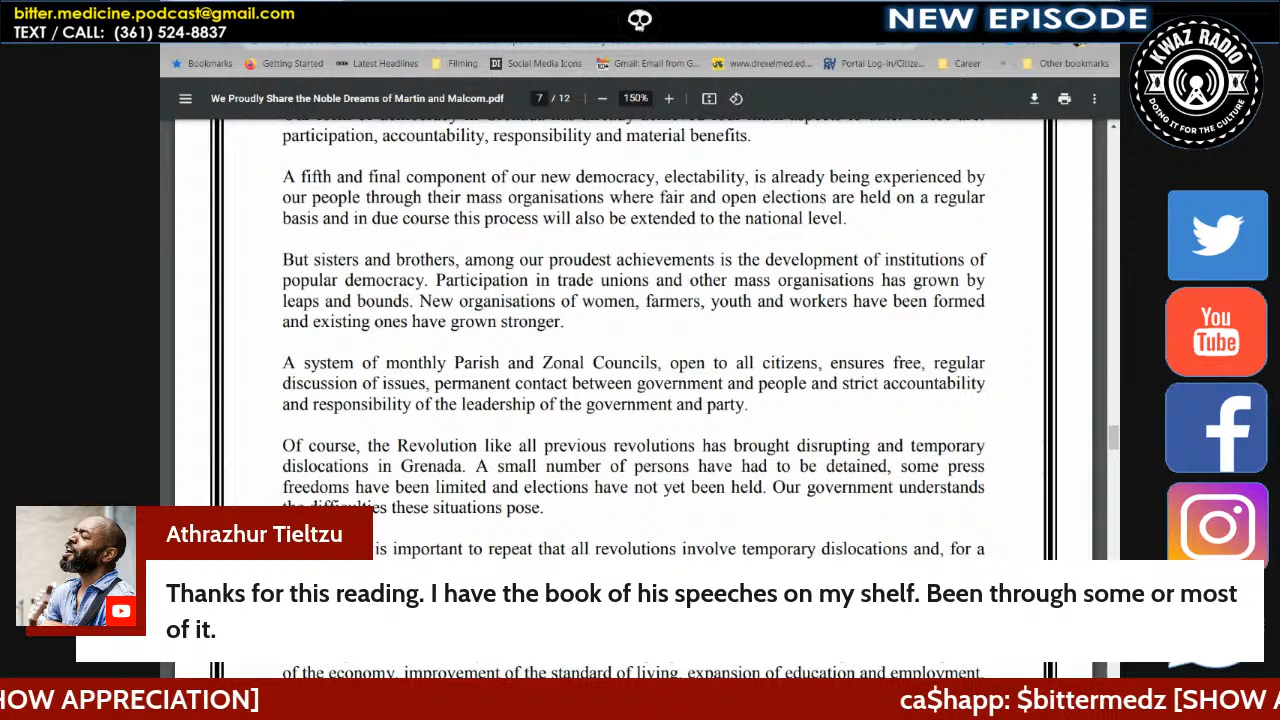 bitter.medicine.podcast@gmail.com
TEXT / CALL: (361) 524-8837
NEW EPISODE
KWAZ RADIO
DOING IT FOR THE CULTURE
Bookmarks Getting Started Latest Headlines Filming Social Media Icons Gmail: Email from G... www.drexelmed.ed... Portal Log-in/Citize... Career » Other bookmarks
We Proudly Share the Noble Dreams of Martin and Malcom.pdf 7 / 12 — 150% +
participation, accountability, responsibility and material benefits.
A fifth and final component of our new democracy, electability, is already being experienced by
our people through their mass organisations where fair and open elections are held on a regular
basis and in due course this process will also be extended to the national level.
But sisters and brothers, among our proudest achievements is the development of institutions of
popular democracy. Participation in trade unions and other mass organisations has grown by
leaps and bounds. New organisations of women, farmers, youth and workers have been formed
and existing ones have grown stronger.
A system of monthly Parish and Zonal Councils, open to all citizens, ensures free, regular
discussion of issues, permanent contact between government and people and strict accountability
and responsibility of the leadership of the government and party.
Of course, the Revolution like all previous revolutions has brought disrupting and temporary
dislocations in Grenada. A small number of persons have had to be detained, some press
freedoms have been limited and elections have not yet been held. Our government understands
the difficulties these situations pose.
is important to repeat that all revolutions involve temporary dislocations and, for a
Athrazhur Tieltzu
Thanks for this reading. I have the book of his speeches on my shelf. Been through some or most
of it.
of the economy, improvement of the standard of living, expansion of education and employment,
You
Tube
HOW APPRECIATION] ca$happ: $bittermedz [SHOW A